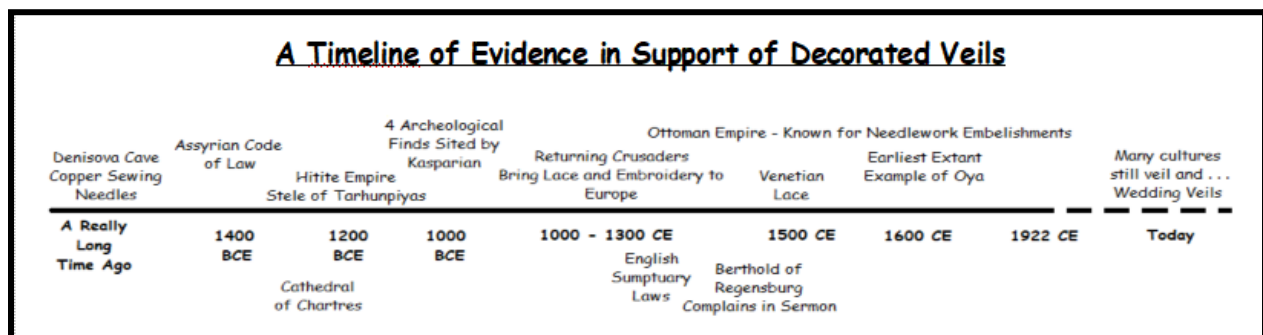 A Timeline of Evidence in Support of Decorated Veils
Denisova Cave
Copper Sewing
Needles
Assyrian Code
of Law
Hitite Empire
Stele of Tarhunpiyas
4 Archeological
Finds Sited by
Kasparian
Ottoman Empire - Known for Needlework Embelishments
Returning Crusaders
Bring Lace and Embroidery to
Europe
Venetian
Lace
Earliest Extant
Example of Oya
Many cultures
still veil and ...
Wedding Veils
A Really
Long
Time Ago
1400
BCE
1200
BCE
1000
BCE
1000 - 1300 CE
1500 CE
1600 CE
1922 CE
Today
Cathedral
of Chartres
English
Sumptuary
Laws
Berthold of
Regensburg
Complains in Sermon